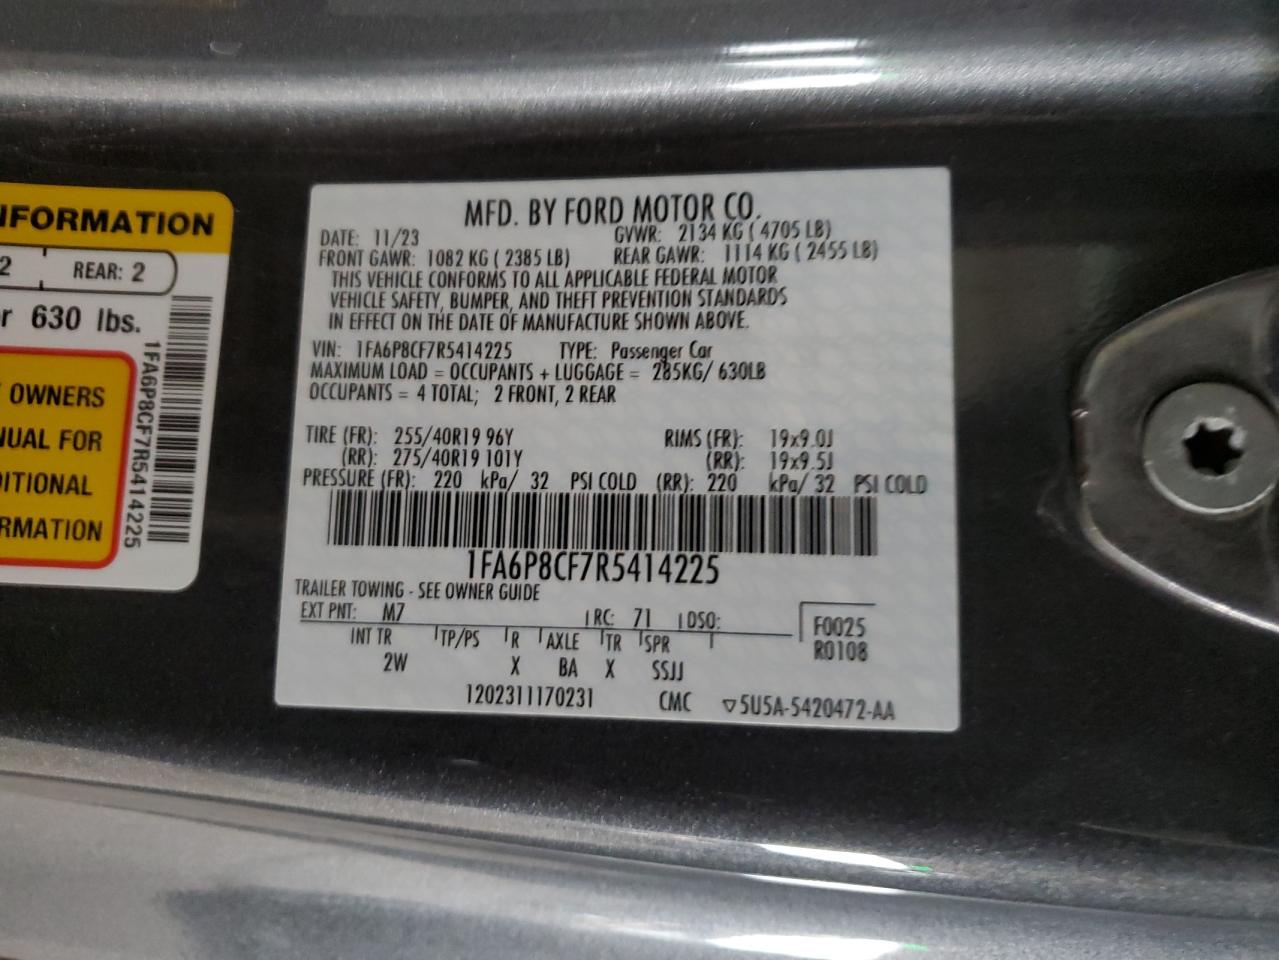 NFORMATION
2 REAR: 2
r 630 lbs.
OWNERS
NUAL FOR
DITIONAL
RMATION
1FA6P8CF7R5414225
MFD. BY FORD MOTOR CO.
DATE: 11/23 GVWR: 2134 KG ( 4705 LB)
FRONT GAWR: 1082 KG ( 2385 LB) REAR GAWR: 1114 KG ( 2455 LB)
THIS VEHICLE CONFORMS TO ALL APPLICABLE FEDERAL MOTOR
VEHICLE SAFETY, BUMPER, AND THEFT PREVENTION STANDARDS
IN EFFECT ON THE DATE OF MANUFACTURE SHOWN ABOVE.
VIN: 1FA6P8CF7R5414225 TYPE: Passenger Car
MAXIMUM LOAD = OCCUPANTS + LUGGAGE = 285KG/ 630LB
OCCUPANTS = 4 TOTAL; 2 FRONT, 2 REAR
TIRE (FR): 255/40R19 96Y RIMS (FR): 19x9.0J
(RR): 275/40R19 101Y (RR): 19x9.5J
PRESSURE (FR): 220 kPa/ 32 PSI COLD (RR): 220 kPa/ 32 PSI COLD
1FA6P8CF7R5414225
TRAILER TOWING - SEE OWNER GUIDE
EXT PNT: M7 RC: 71 DSO: F0025
INT TR TP/PS R AXLE TR SPR R0108
2W X BA X SSJJ
1202311170231 CMC ▽5U5A-5420472-AA